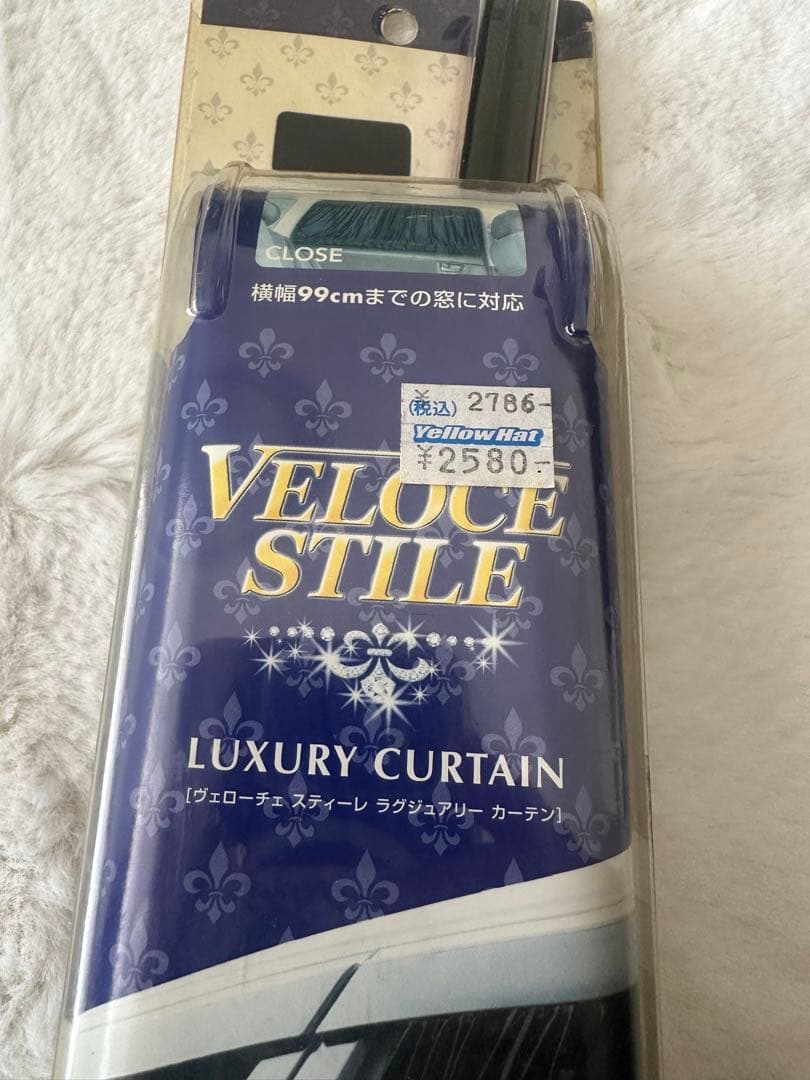 CLOSE
横幅99cmまでの窓に対応
¥
(税込) 2786-
YellowHat
¥2580-
VELOCE
STILE
LUXURY CURTAIN
[ヴェローチェ スティーレ ラグジュアリー カーテン]